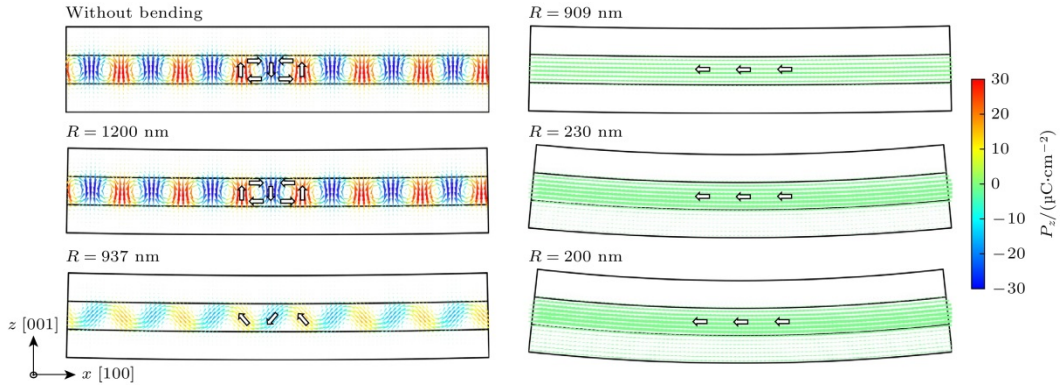 Without bending
R = 1200 nm
R = 937 nm
z [001]
x [100]
R = 909 nm
R = 230 nm
R = 200 nm
30
20
10
0
−10
−20
−30
Pz/(μC·cm−2)